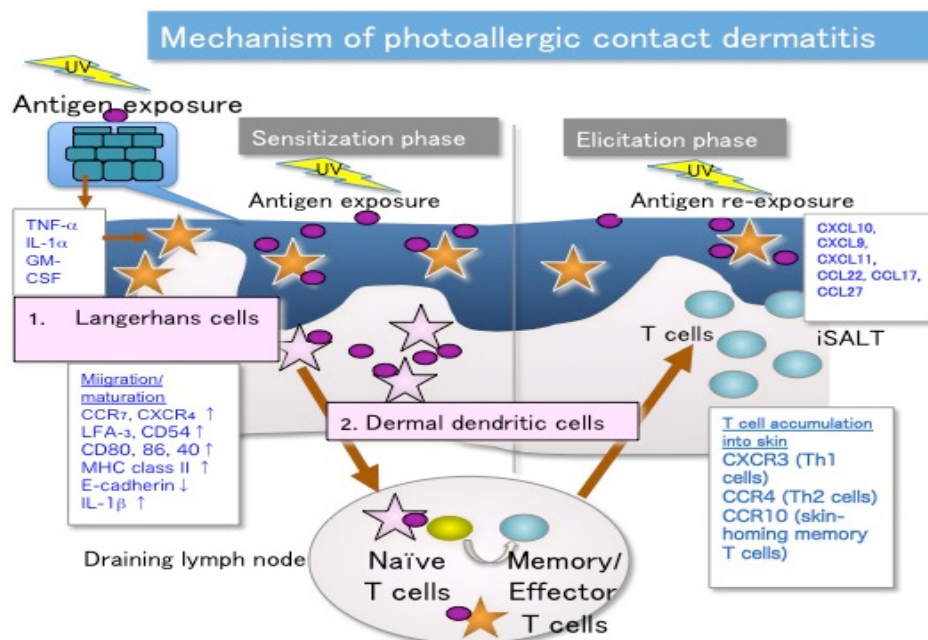 Mechanism of photoallergic contact dermatitis
UV
Antigen exposure
Sensitization phase
UV
Antigen exposure
Elicitation phase
UV
Antigen re-exposure
TNF-α
IL-1α
GM-
CSF
CXCL10,
CXCL9,
CXCL11,
CCL22, CCL17,
CCL27
1. Langerhans cells
T cells
iSALT
Miigration/
maturation
CCR7, CXCR4 ↑
LFA-3, CD54 ↑
CD80, 86, 40 ↑
MHC class II ↑
E-cadherin ↓
IL-1β ↑
2. Dermal dendritic cells
T cell accumulation
into skin
CXCR3 (Th1
cells)
CCR4 (Th2 cells)
CCR10 (skin-
homing memory
T cells)
Draining lymph node
Naïve
T cells
Memory/
Effector
T cells